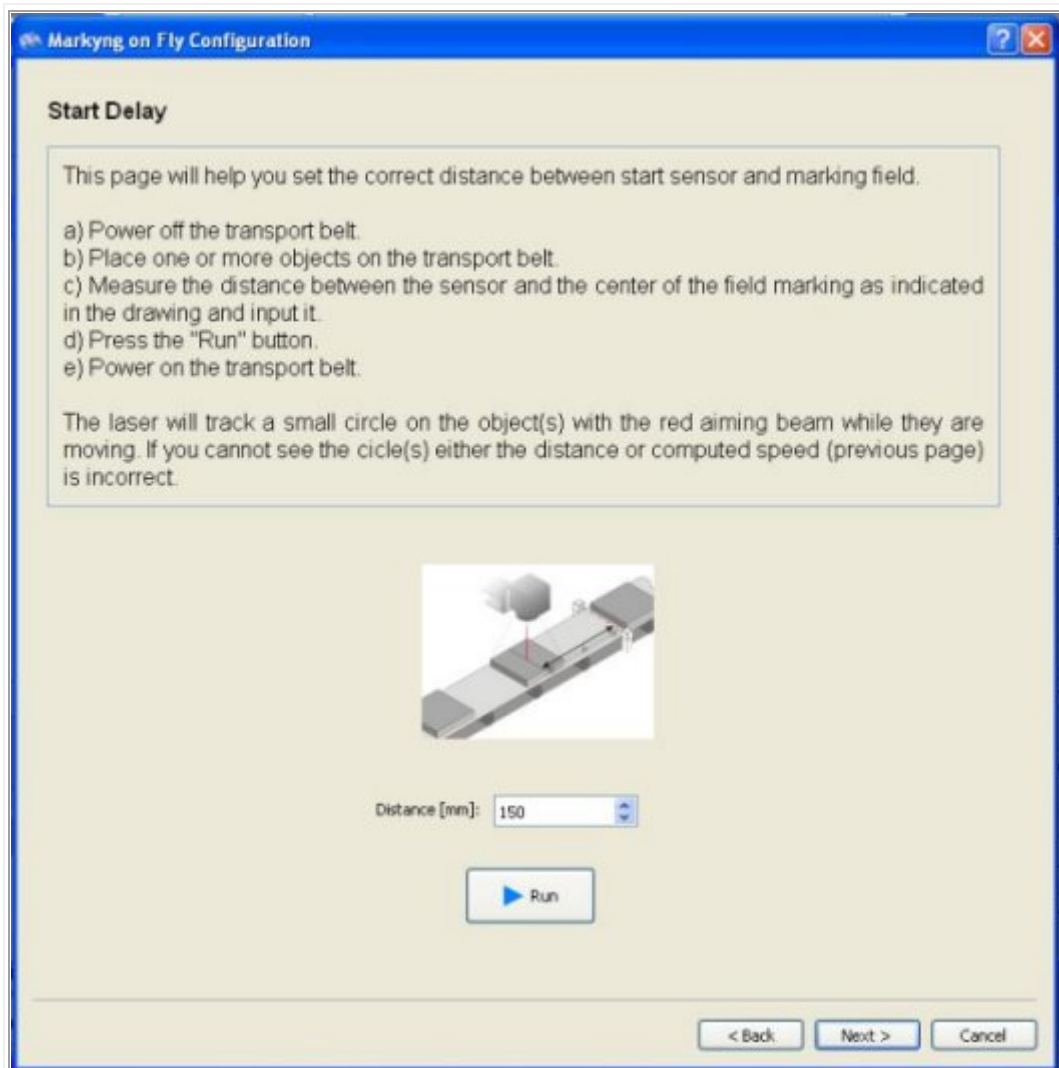 Markyng on Fly Configuration
Start Delay
This page will help you set the correct distance between start sensor and marking field.
a) Power off the transport belt.
b) Place one or more objects on the transport belt.
c) Measure the distance between the sensor and the center of the field marking as indicated
in the drawing and input it.
d) Press the "Run" button.
e) Power on the transport belt.
The laser will track a small circle on the object(s) with the red aiming beam while they are
moving. If you cannot see the cicle(s) either the distance or computed speed (previous page)
is incorrect.
Distance [mm]: 150
Run
< Back Next > Cancel